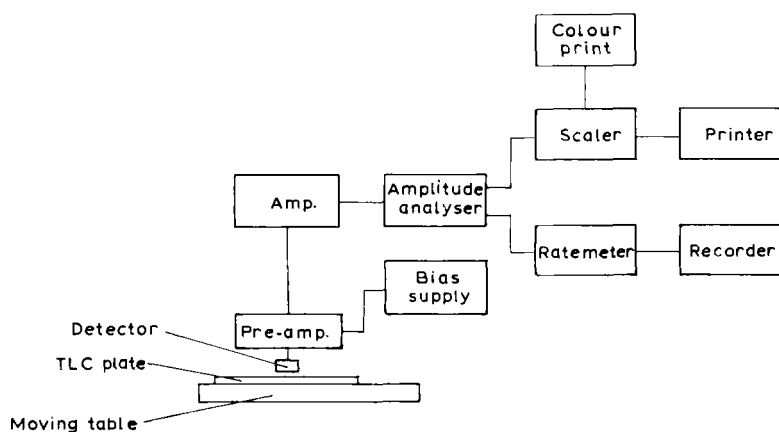 Colour
print
Scaler
Printer
Amp.
Amplitude
analyser
Ratemeter
Recorder
Bias
supply
Pre-amp.
Detector
TLC plate
Moving table